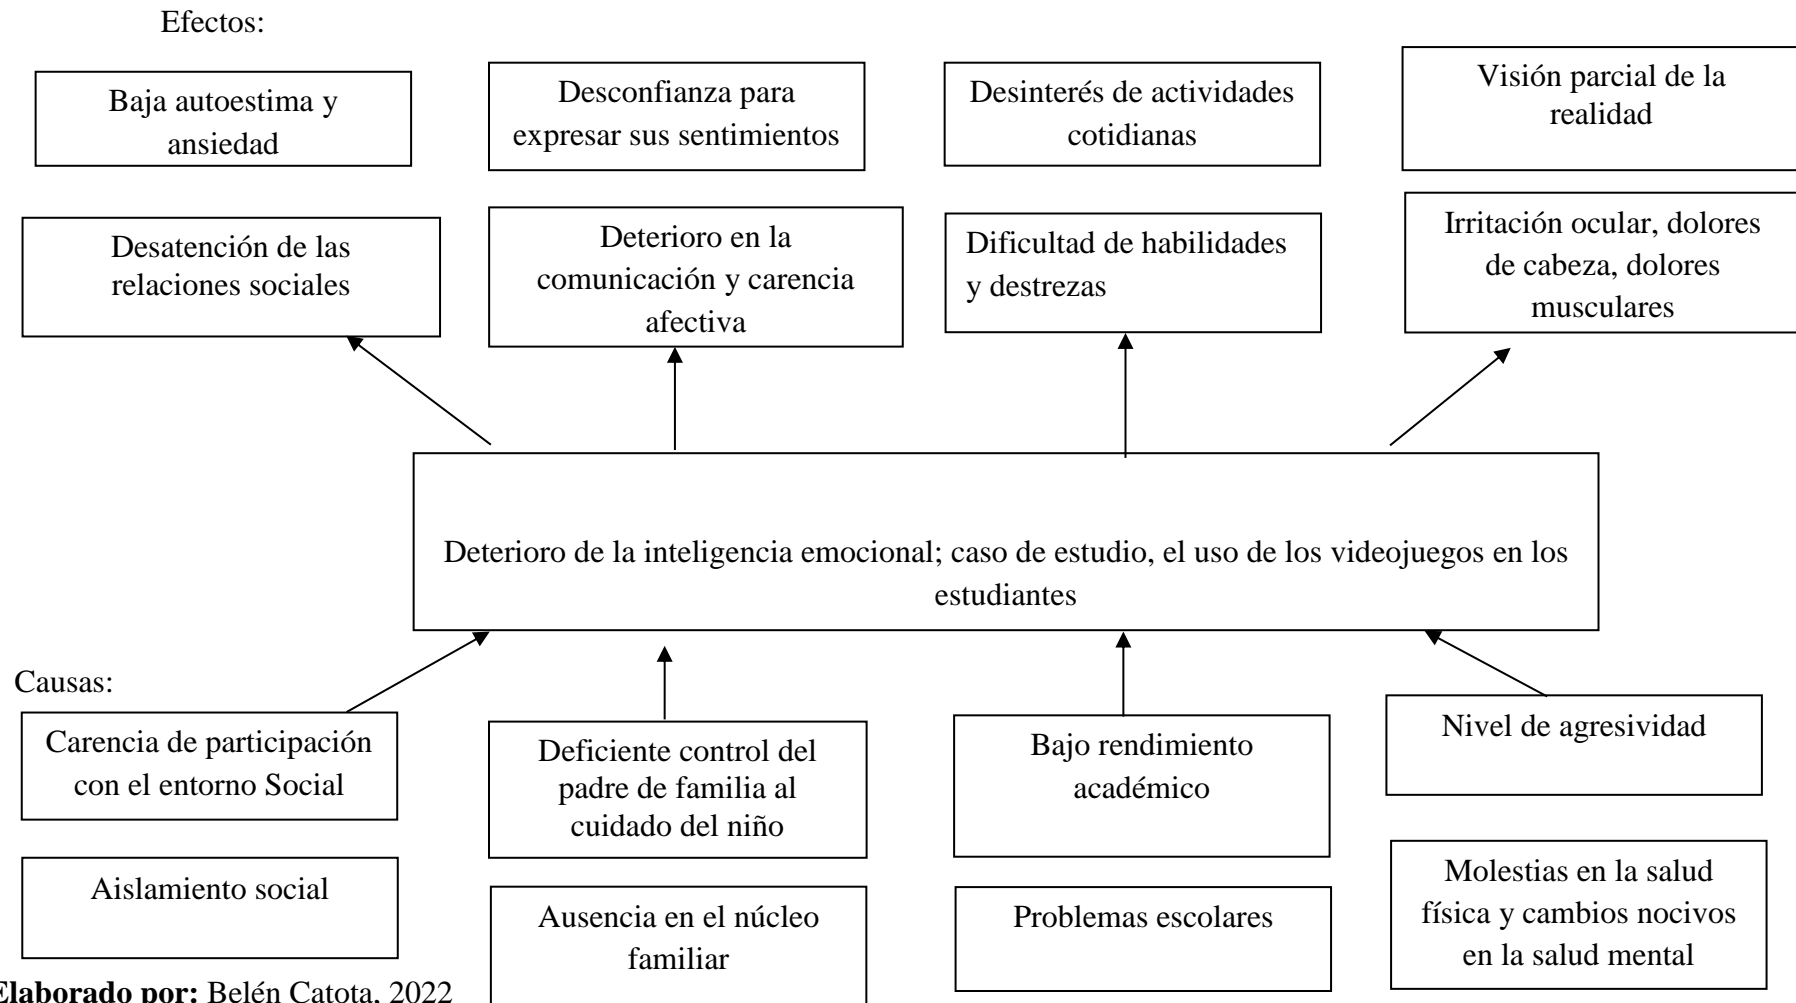 Efectos:
Baja autoestima y
ansiedad
Desconfianza para
expresar sus sentimientos
Desinterés de actividades
cotidianas
Visión parcial de la
realidad
Desatención de las
relaciones sociales
Deterioro en la
comunicación y carencia
afectiva
Dificultad de habilidades
y destrezas
Irritación ocular, dolores
de cabeza, dolores
musculares
Deterioro de la inteligencia emocional; caso de estudio, el uso de los videojuegos en los
estudiantes
Causas:
Carencia de participación
con el entorno Social
Deficiente control del
padre de familia al
cuidado del niño
Bajo rendimiento
académico
Nivel de agresividad
Aislamiento social
Ausencia en el núcleo
familiar
Problemas escolares
Molestias en la salud
física y cambios nocivos
en la salud mental
Elaborado por: Belén Catota, 2022